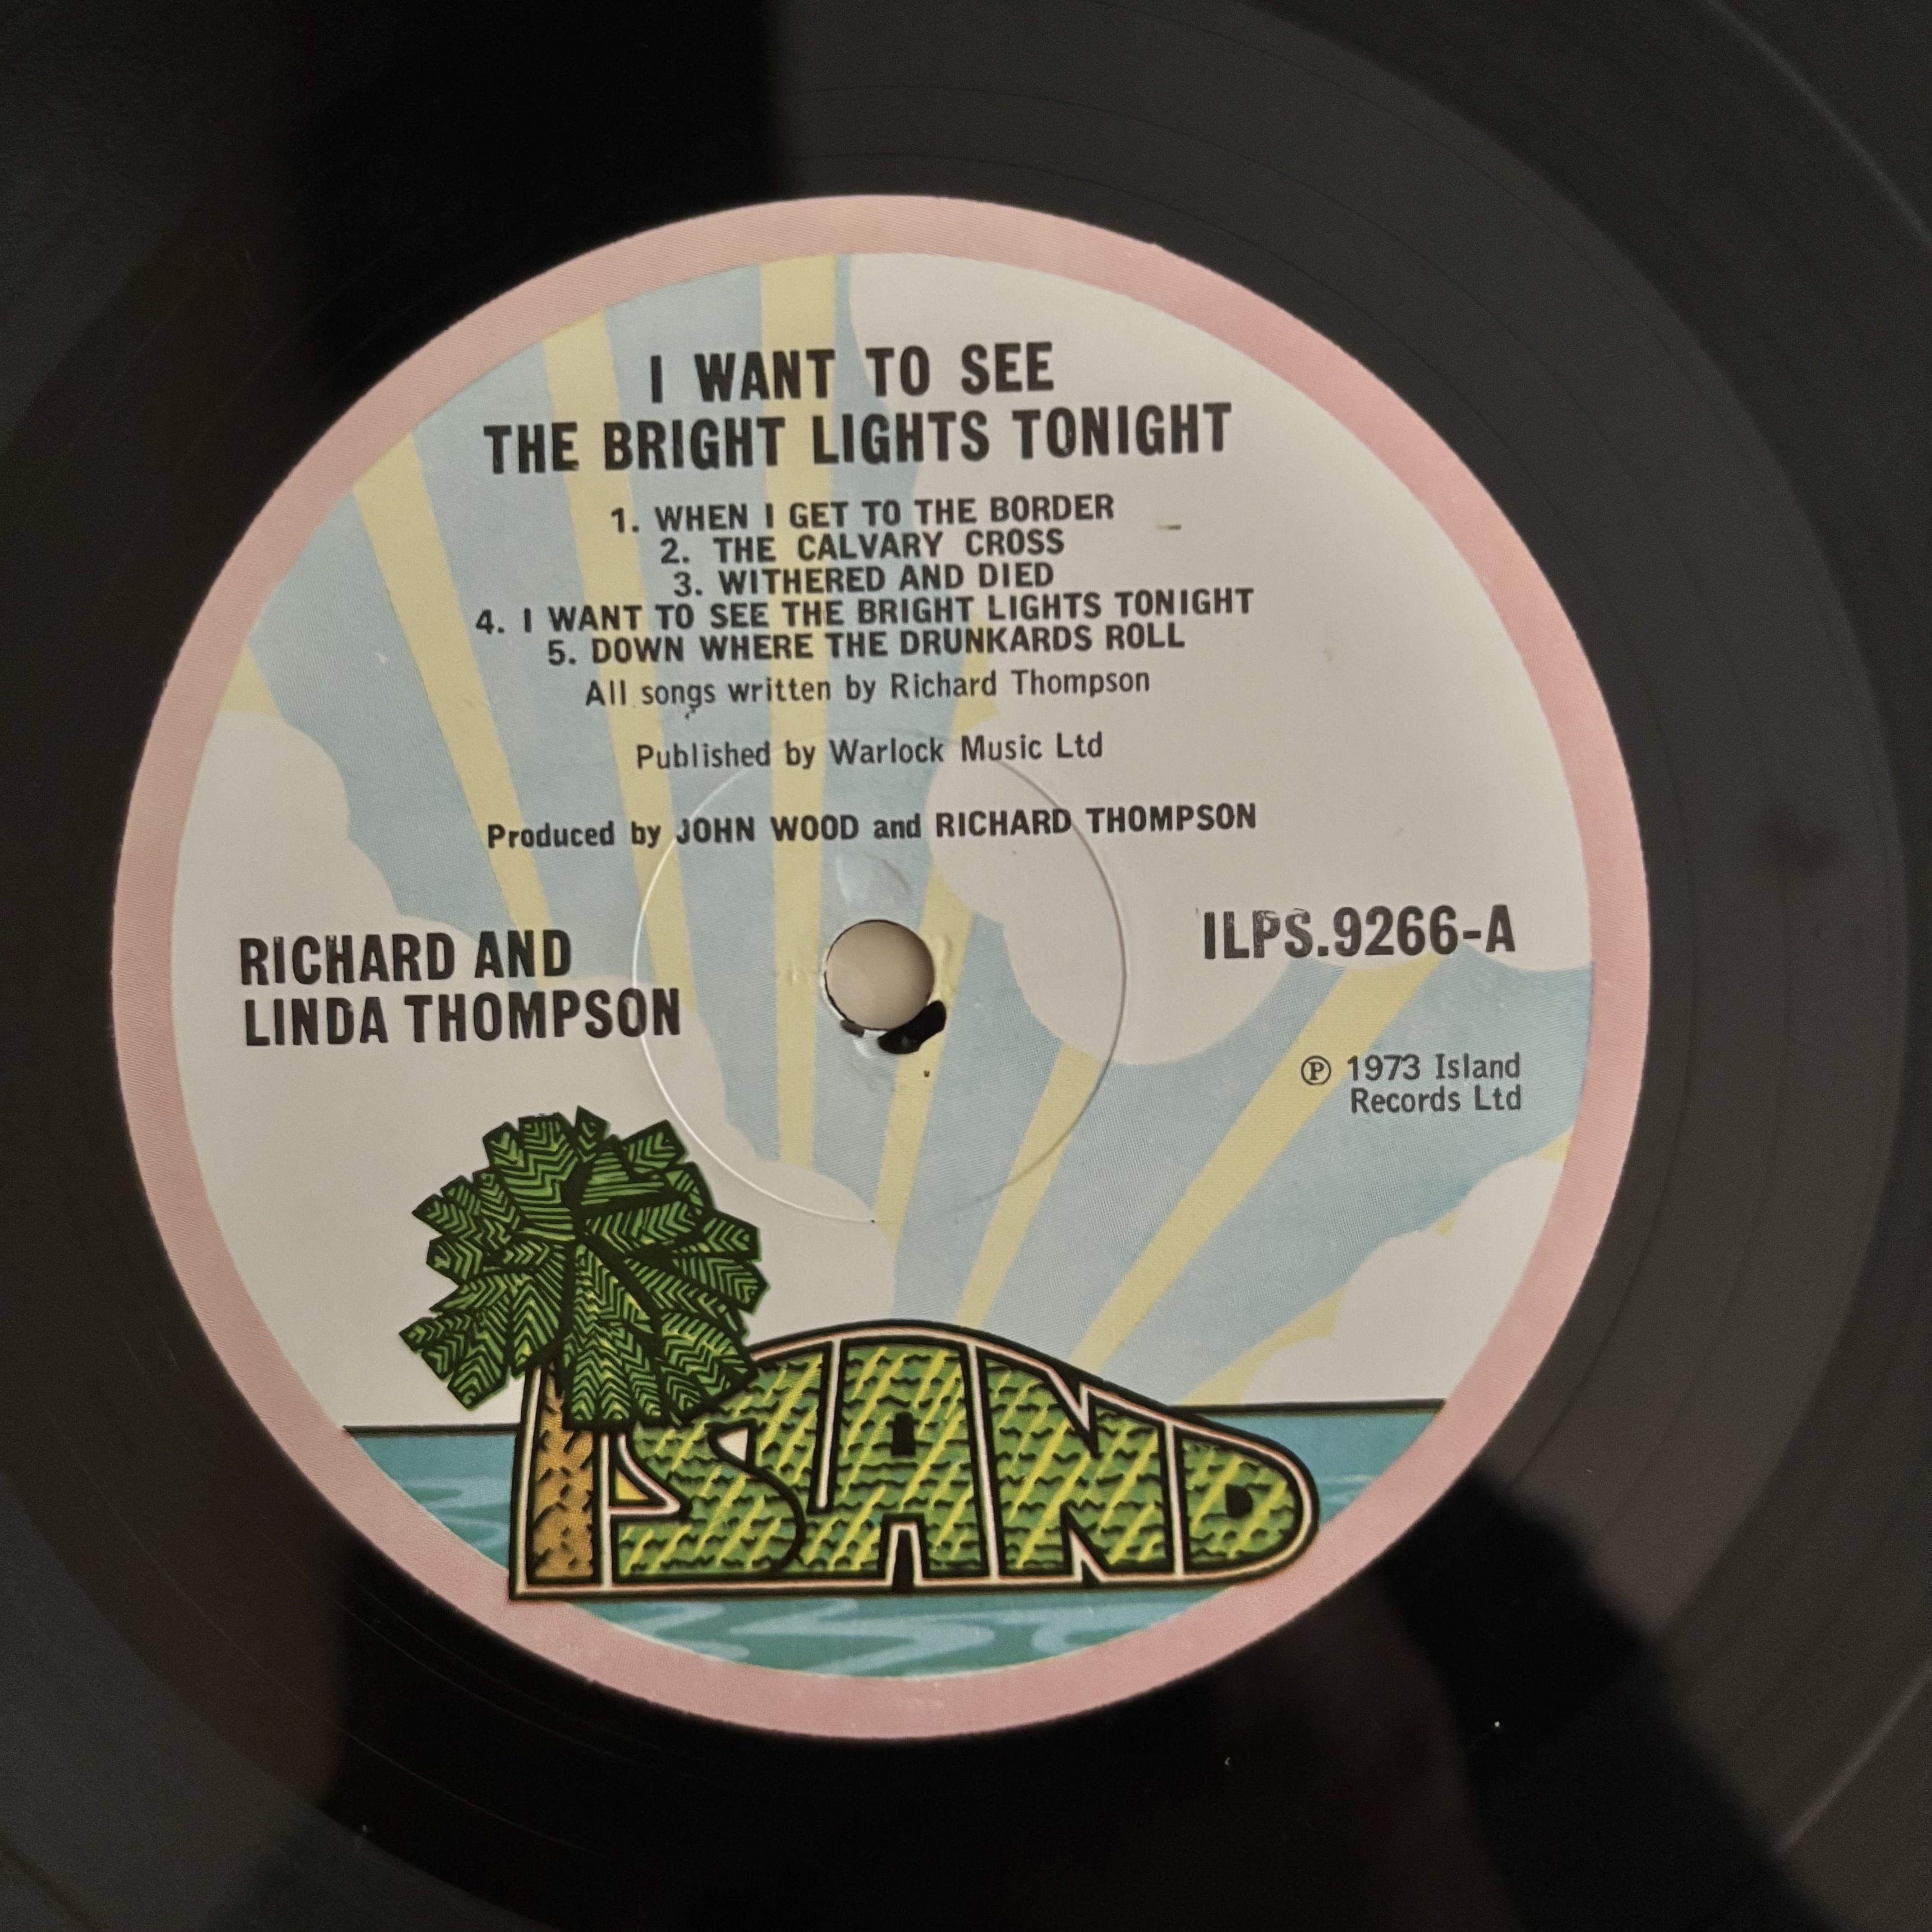 I WANT TO SEE
THE BRIGHT LIGHTS TONIGHT
1. WHEN I GET TO THE BORDER
2. THE CALVARY CROSS
3. WITHERED AND DIED
4. I WANT TO SEE THE BRIGHT LIGHTS TONIGHT
5. DOWN WHERE THE DRUNKARDS ROLL
All songs written by Richard Thompson
Published by Warlock Music Ltd
Produced by JOHN WOOD and RICHARD THOMPSON
RICHARD AND
LINDA THOMPSON
ILPS.9266-A
℗ 1973 Island
Records Ltd
ISLAND